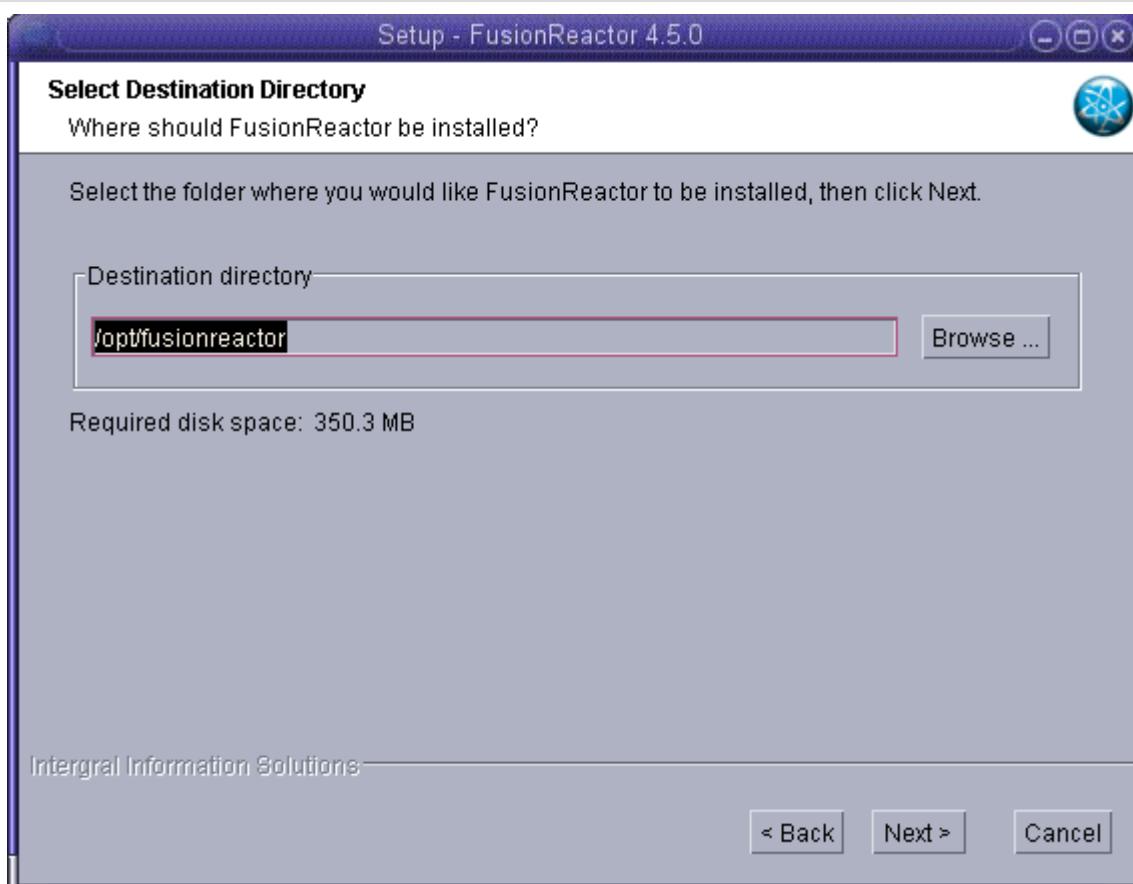 Setup - FusionReactor 4.5.0
Select Destination Directory
Where should FusionReactor be installed?
Select the folder where you would like FusionReactor to be installed, then click Next.
Destination directory
/opt/fusionreactor
Browse ...
Required disk space: 350.3 MB
Intergral Information Solutions
< Back Next > Cancel